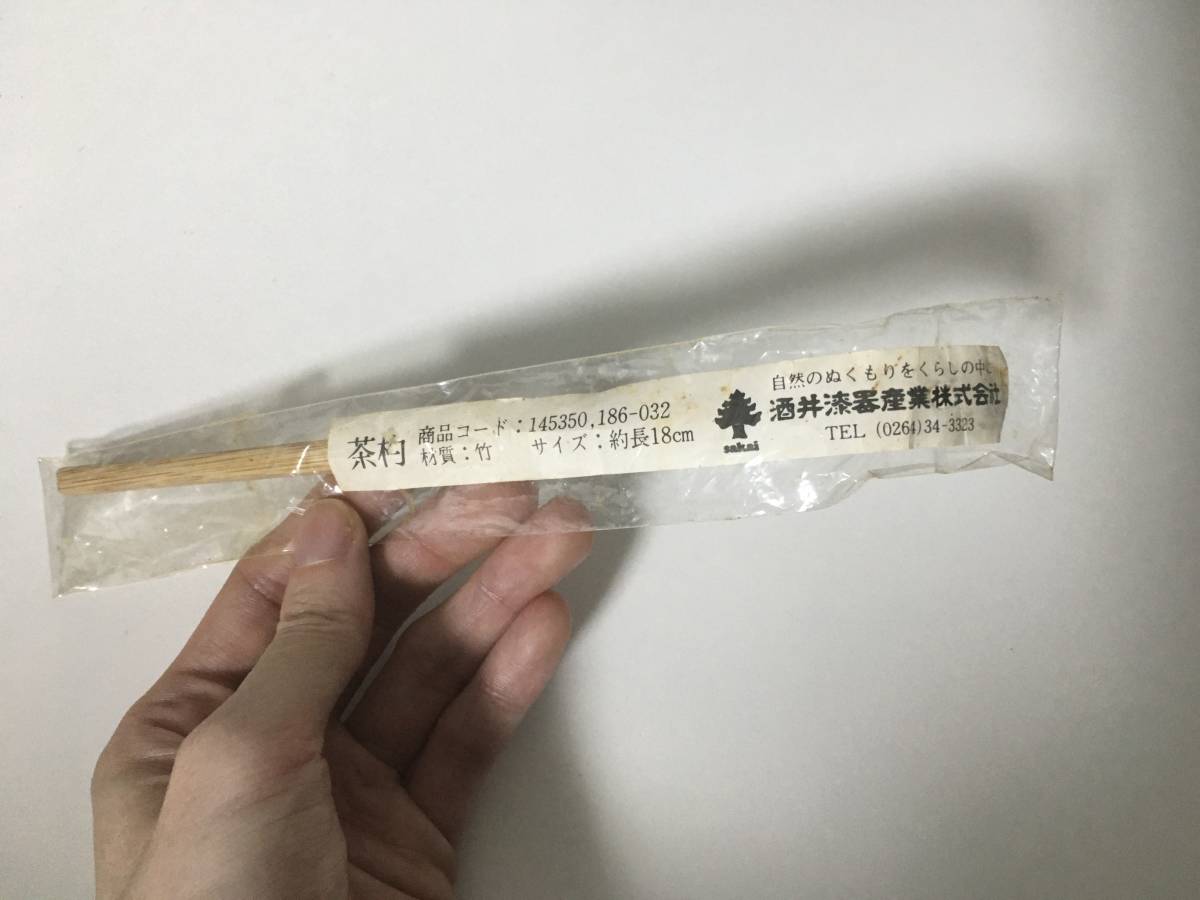 茶杓
商品コード：145350,186-032
材質：竹　サイズ：約長18cm
sakai
自然のぬくもりをくらしの中に
酒井漆器産業株式会社
TEL (0264)34-3323